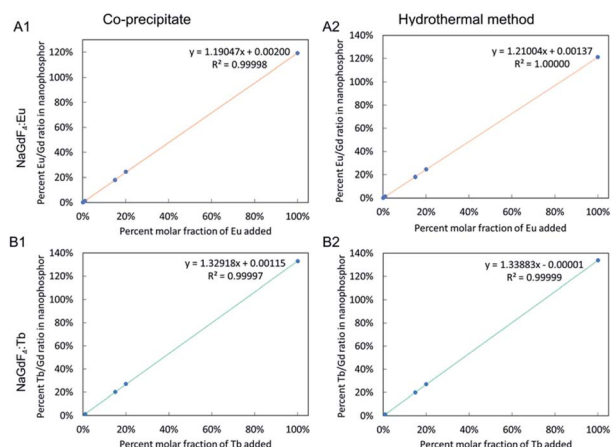 Co-precipitate
Hydrothermal method
A1
NaGdF4:Eu
Percent Eu/Gd ratio in nanophosphor
120%
100%
80%
60%
40%
20%
0%
y = 1.19047x + 0.00200
R² = 0.99998
0% 20% 40% 60% 80% 100%
Percent molar fraction of Eu added
A2
Percent Eu/Gd ratio in nanophosphor
140%
120%
100%
80%
60%
40%
20%
0%
y = 1.21004x + 0.00137
R² = 1.00000
0% 20% 40% 60% 80% 100%
Percent molar fraction of Eu added
B1
NaGdF4:Tb
Percent Tb/Gd ratio in nanophosphor
140%
120%
100%
80%
60%
40%
20%
0%
y = 1.32918x + 0.00115
R² = 0.99997
0% 20% 40% 60% 80% 100%
Percent molar fraction of Tb added
B2
Percent Tb/Gd ratio in nanophosphor
140%
120%
100%
80%
60%
40%
20%
0%
y = 1.33883x - 0.00001
R² = 0.99999
0% 20% 40% 60% 80% 100%
Percent molar fraction of Tb added